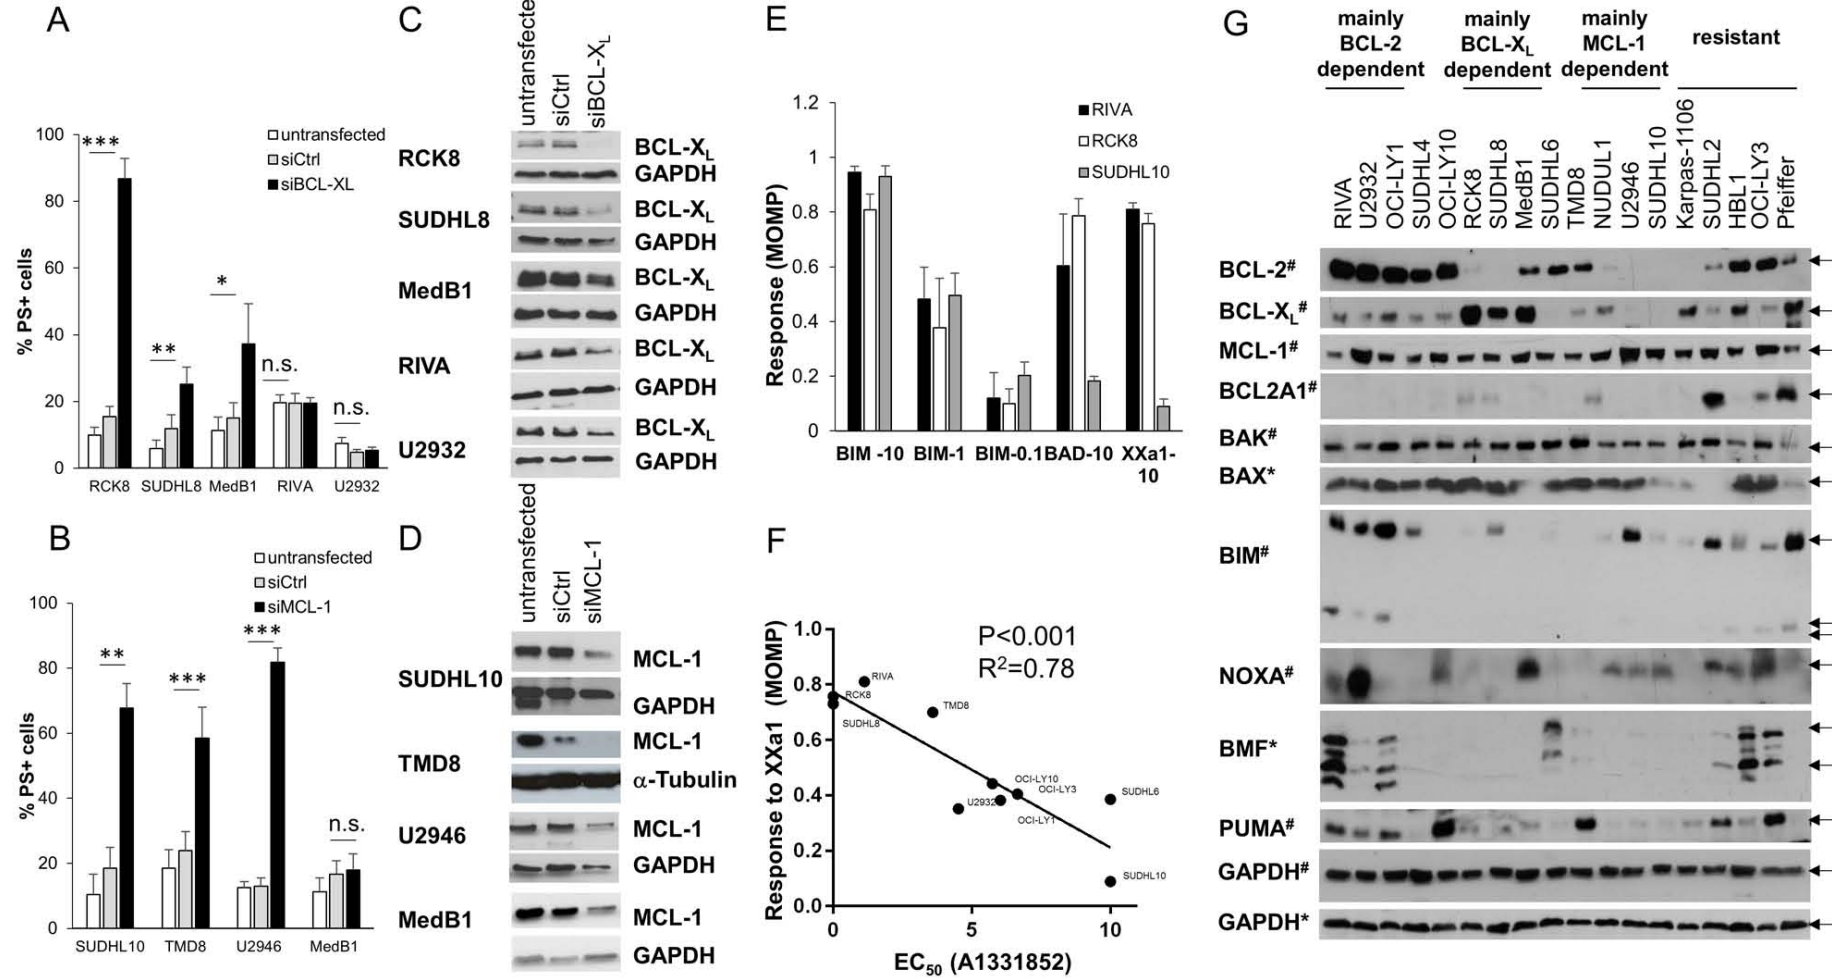 A
% PS+ cells
100
80
60
40
20
0
untransfected
siCtrl
siBCL-XL
***
**
*
n.s.
n.s.
RCK8 SUDHL8 MedB1 RIVA U2932
B
% PS+ cells
100
80
60
40
20
0
untransfected
siCtrl
siMCL-1
**
***
***
n.s.
SUDHL10 TMD8 U2946 MedB1
C
untransfecte
siCtrl
siBCL-XL
RCK8
BCL-XL
GAPDH
SUDHL8
BCL-XL
GAPDH
MedB1
BCL-XL
GAPDH
RIVA
BCL-XL
GAPDH
U2932
BCL-XL
GAPDH
D
untransfected
siCtrl
siMCL-1
SUDHL10
MCL-1
GAPDH
TMD8
MCL-1
α-Tubulin
U2946
MCL-1
GAPDH
MedB1
MCL-1
GAPDH
E
Response (MOMP)
1.2
1
0.8
0.6
0.4
0.2
0
RIVA
RCK8
SUDHL10
BIM -10 BIM-1 BIM-0.1 BAD-10 XXa1-
10
F
Response to XXa1 (MOMP)
1.0
0.8
0.6
0.4
0.2
0.0
P<0.001
R2=0.78
RIVA
RCK8
SUDHL8
TMD8
OCI-LY10
OCI-LY3
U2932
OCI-LY1
SUDHL6
SUDHL10
0 5 10
EC50 (A1331852)
G
mainly
BCL-2
dependent
mainly
BCL-XL
dependent
mainly
MCL-1
dependent
resistant
RIVA
U2932
OCI-LY1
SUDHL4
OCI-LY10
RCK8
SUDHL8
MedB1
SUDHL6
TMD8
NUDUL1
U2946
SUDHL10
Karpas-1106
SUDHL2
HBL1
OCI-LY3
Pfeiffer
BCL-2#
BCL-XL#
MCL-1#
BCL2A1#
BAK#
BAX*
BIM#
NOXA#
BMF*
PUMA#
GAPDH#
GAPDH*